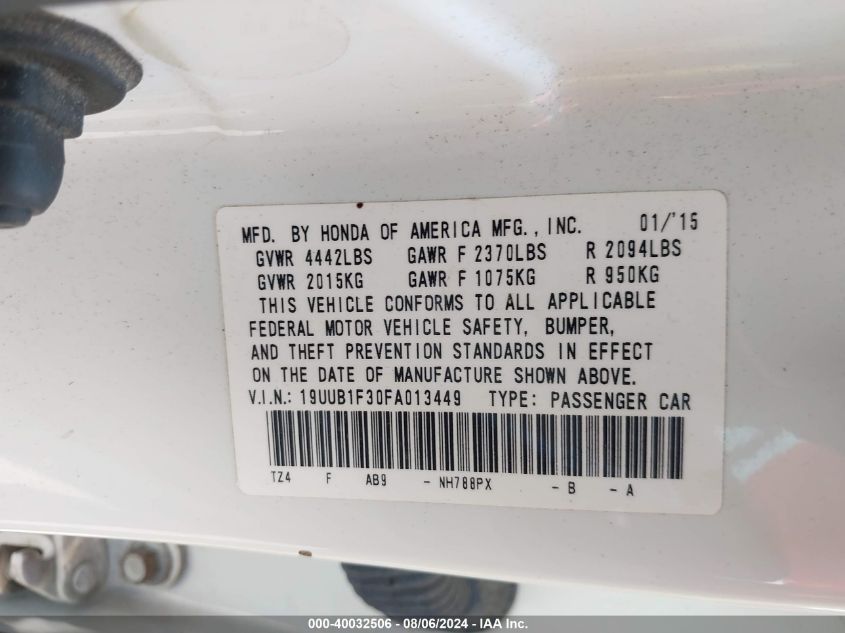 MFD. BY HONDA OF AMERICA MFG., INC. 01/'15
GVWR 4442LBS GAWR F 2370LBS R 2094LBS
GVWR 2015KG GAWR F 1075KG R 950KG
THIS VEHICLE CONFORMS TO ALL APPLICABLE
FEDERAL MOTOR VEHICLE SAFETY, BUMPER,
AND THEFT PREVENTION STANDARDS IN EFFECT
ON THE DATE OF MANUFACTURE SHOWN ABOVE.
V.I.N.: 19UUB1F30FA013449 TYPE: PASSENGER CAR
TZ4 F AB9 - NH788PX - B - A
000-40032506 - 08/06/2024 - IAA Inc.